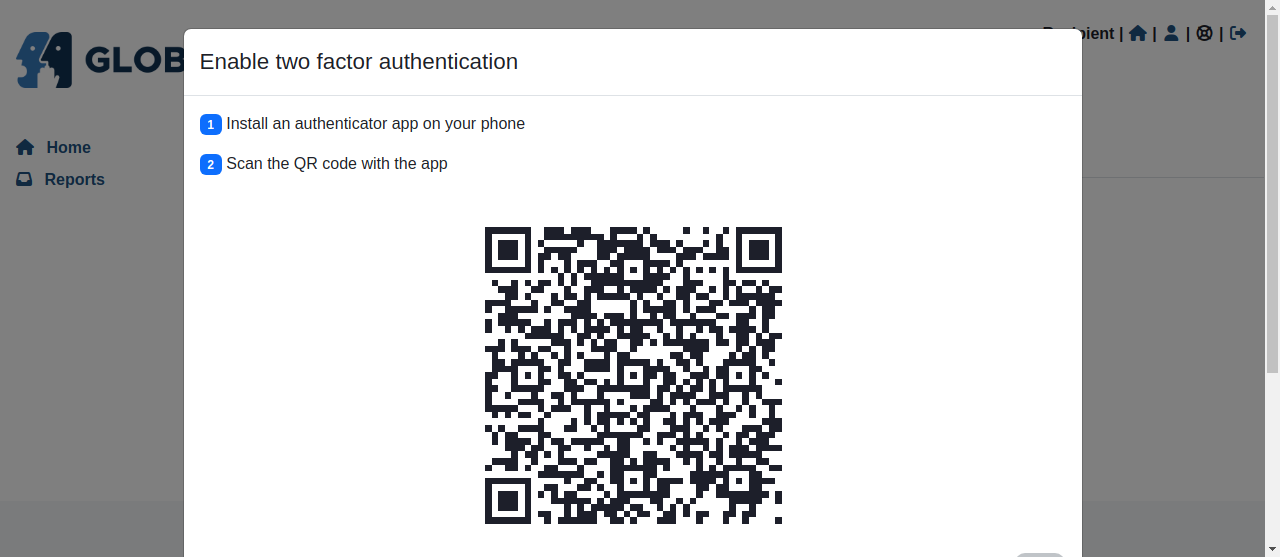 GLOB
Recipient | | | |
Enable two factor authentication
Home
Reports
1 Install an authenticator app on your phone
2 Scan the QR code with the app